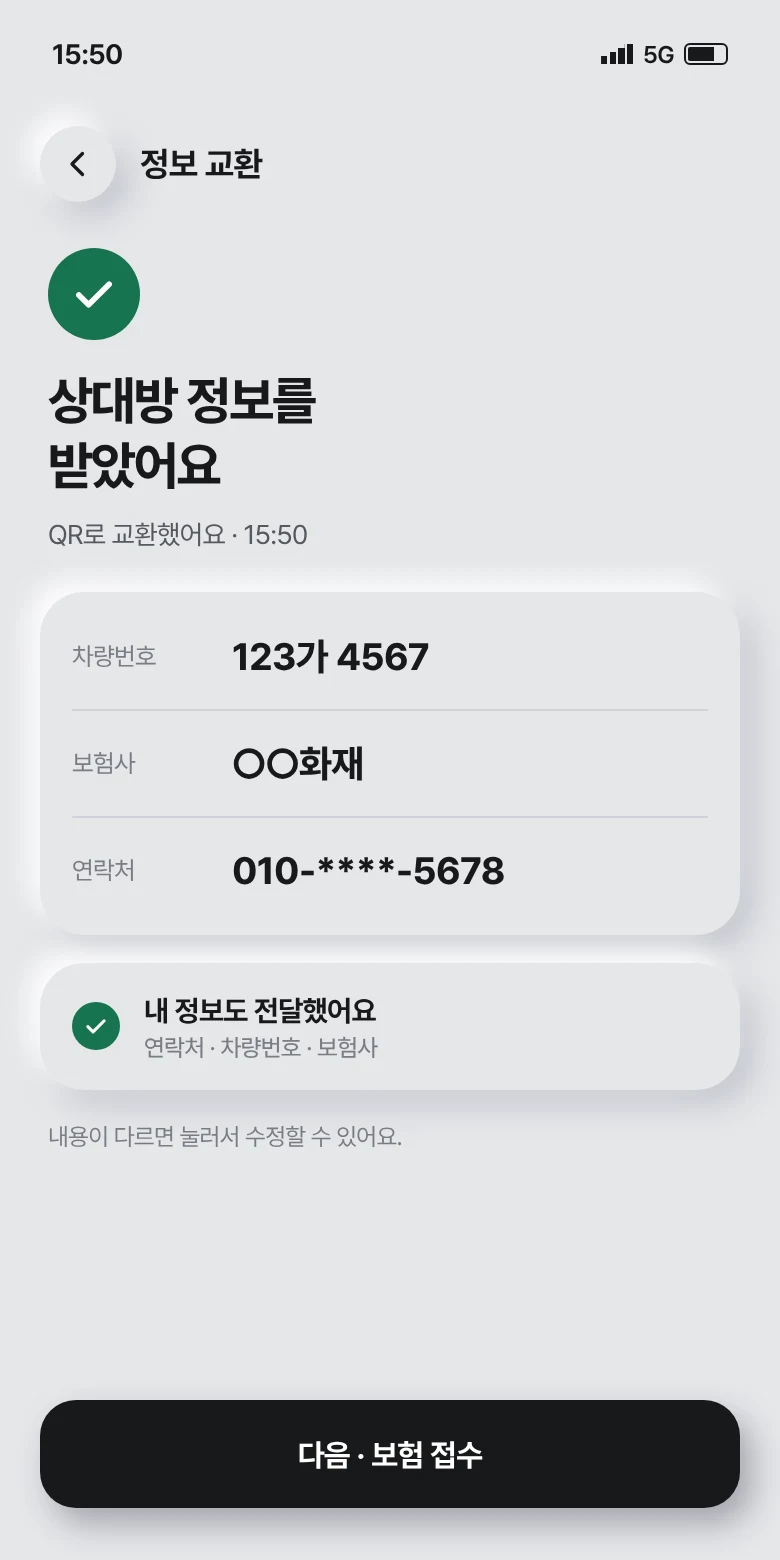 15:50
5G
정보 교환
상대방 정보를
받았어요
QR로 교환했어요 · 15:50
차량번호 123가 4567
보험사 ○○화재
연락처 010-****-5678
내 정보도 전달했어요
연락처 · 차량번호 · 보험사
내용이 다르면 눌러서 수정할 수 있어요.
다음 · 보험 접수